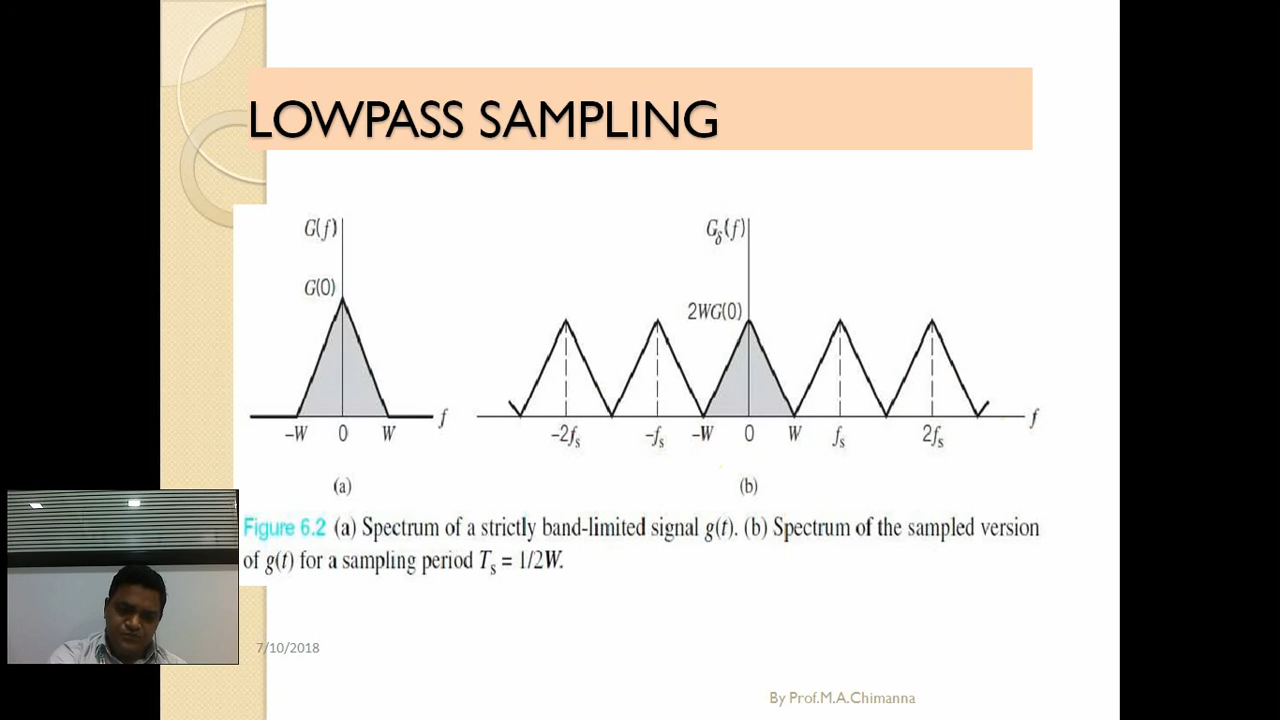 LOWPASS SAMPLING
G(f)
G(0)
-W 0 W f
(a)
Gδ(f)
2WG(0)
-2fs -fs -W 0 W fs 2fs f
(b)
Figure 6.2 (a) Spectrum of a strictly band-limited signal g(t). (b) Spectrum of the sampled version
of g(t) for a sampling period Ts = 1/2W.
7/10/2018
By Prof.M.A.Chimanna